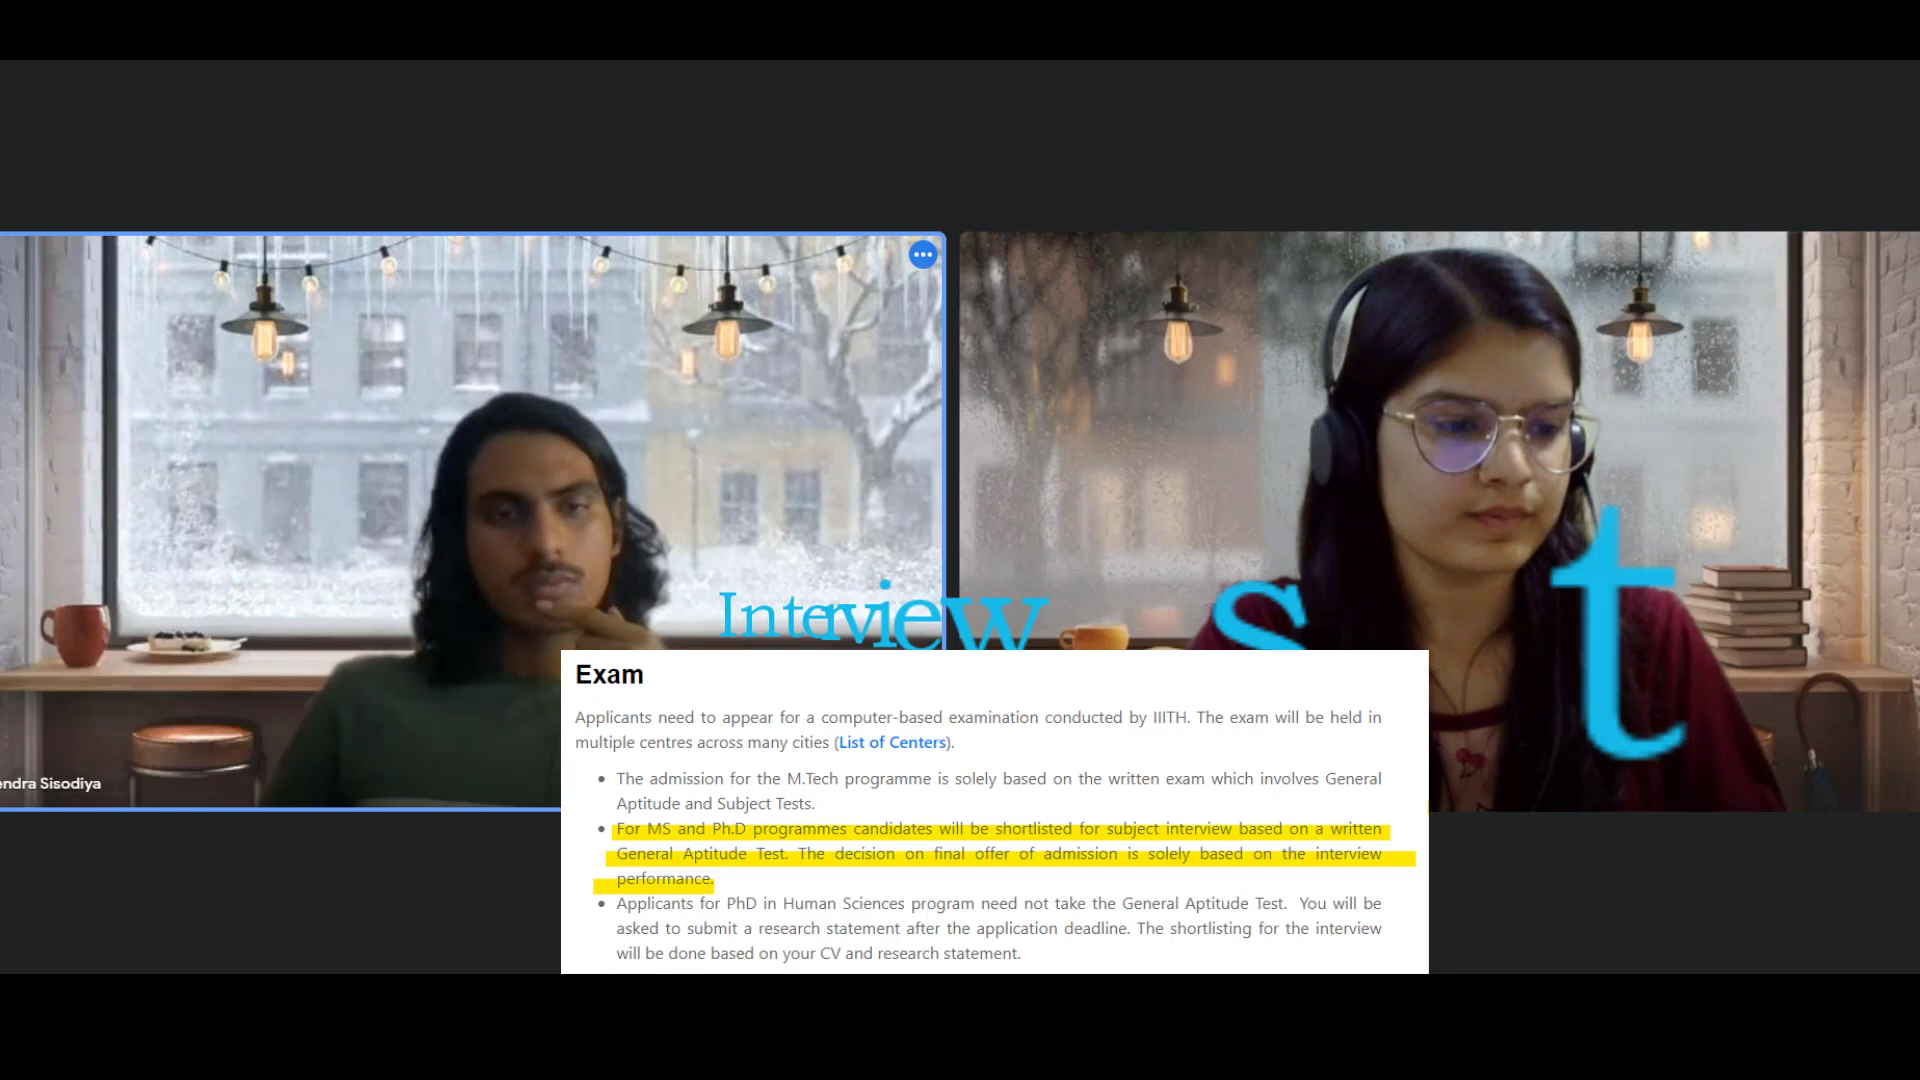 Interview st
Exam
Applicants need to appear for a computer-based examination conducted by IIITH. The exam will be held in
multiple centres across many cities (List of Centers).
• The admission for the M.Tech programme is solely based on the written exam which involves General
Aptitude and Subject Tests.
• For MS and Ph.D programmes candidates will be shortlisted for subject interview based on a written
General Aptitude Test. The decision on final offer of admission is solely based on the interview
performance.
endra Sisodiya
• Applicants for PhD in Human Sciences program need not take the General Aptitude Test. You will be
asked to submit a research statement after the application deadline. The shortlisting for the interview
will be done based on your CV and research statement.